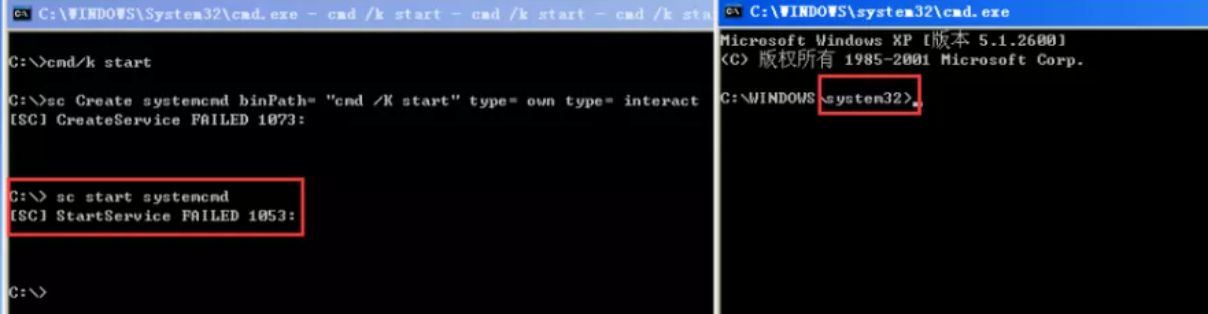 C:\WINDOWS\System32\cmd.exe - cmd /k start - cmd /k start - cmd /k sta
C:\>cmd/k start
C:\>sc Create systemcmd binPath= "cmd /K start" type= own type= interact
[SC] CreateService FAILED 1073:
C:\> sc start systemcmd
[SC] StartService FAILED 1053:
C:\>
C:\WINDOWS\system32\cmd.exe
Microsoft Windows XP [版本 5.1.2600]
(C) 版权所有 1985-2001 Microsoft Corp.
C:\WINDOWS\system32>